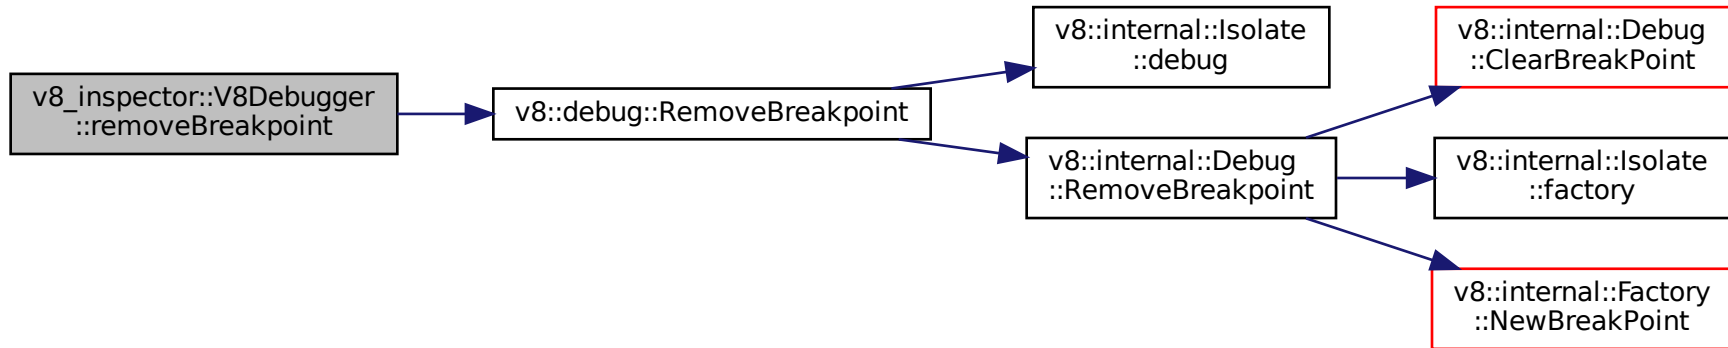 v8_inspector::V8Debugger
::removeBreakpoint
v8::debug::RemoveBreakpoint
v8::internal::Isolate
::debug
v8::internal::Debug
::RemoveBreakpoint
v8::internal::Debug
::ClearBreakPoint
v8::internal::Isolate
::factory
v8::internal::Factory
::NewBreakPoint